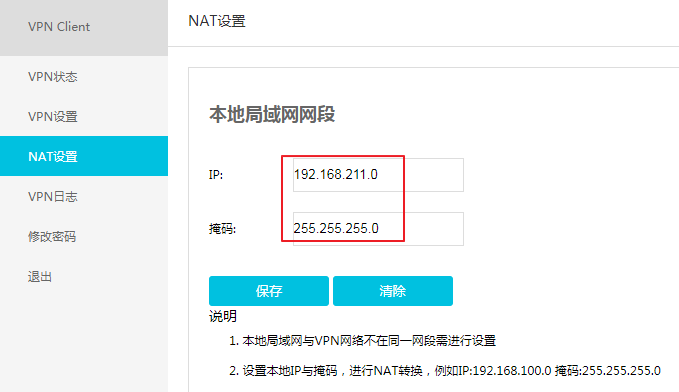 VPN Client
VPN状态
VPN设置
NAT设置
VPN日志
修改密码
退出
NAT设置
本地局域网网段
IP:
192.168.211.0
掩码:
255.255.255.0
保存
清除
说明
1. 本地局域网与VPN网络不在同一网段需进行设置
2. 设置本地IP与掩码，进行NAT转换，例如IP:192.168.100.0 掩码:255.255.255.0